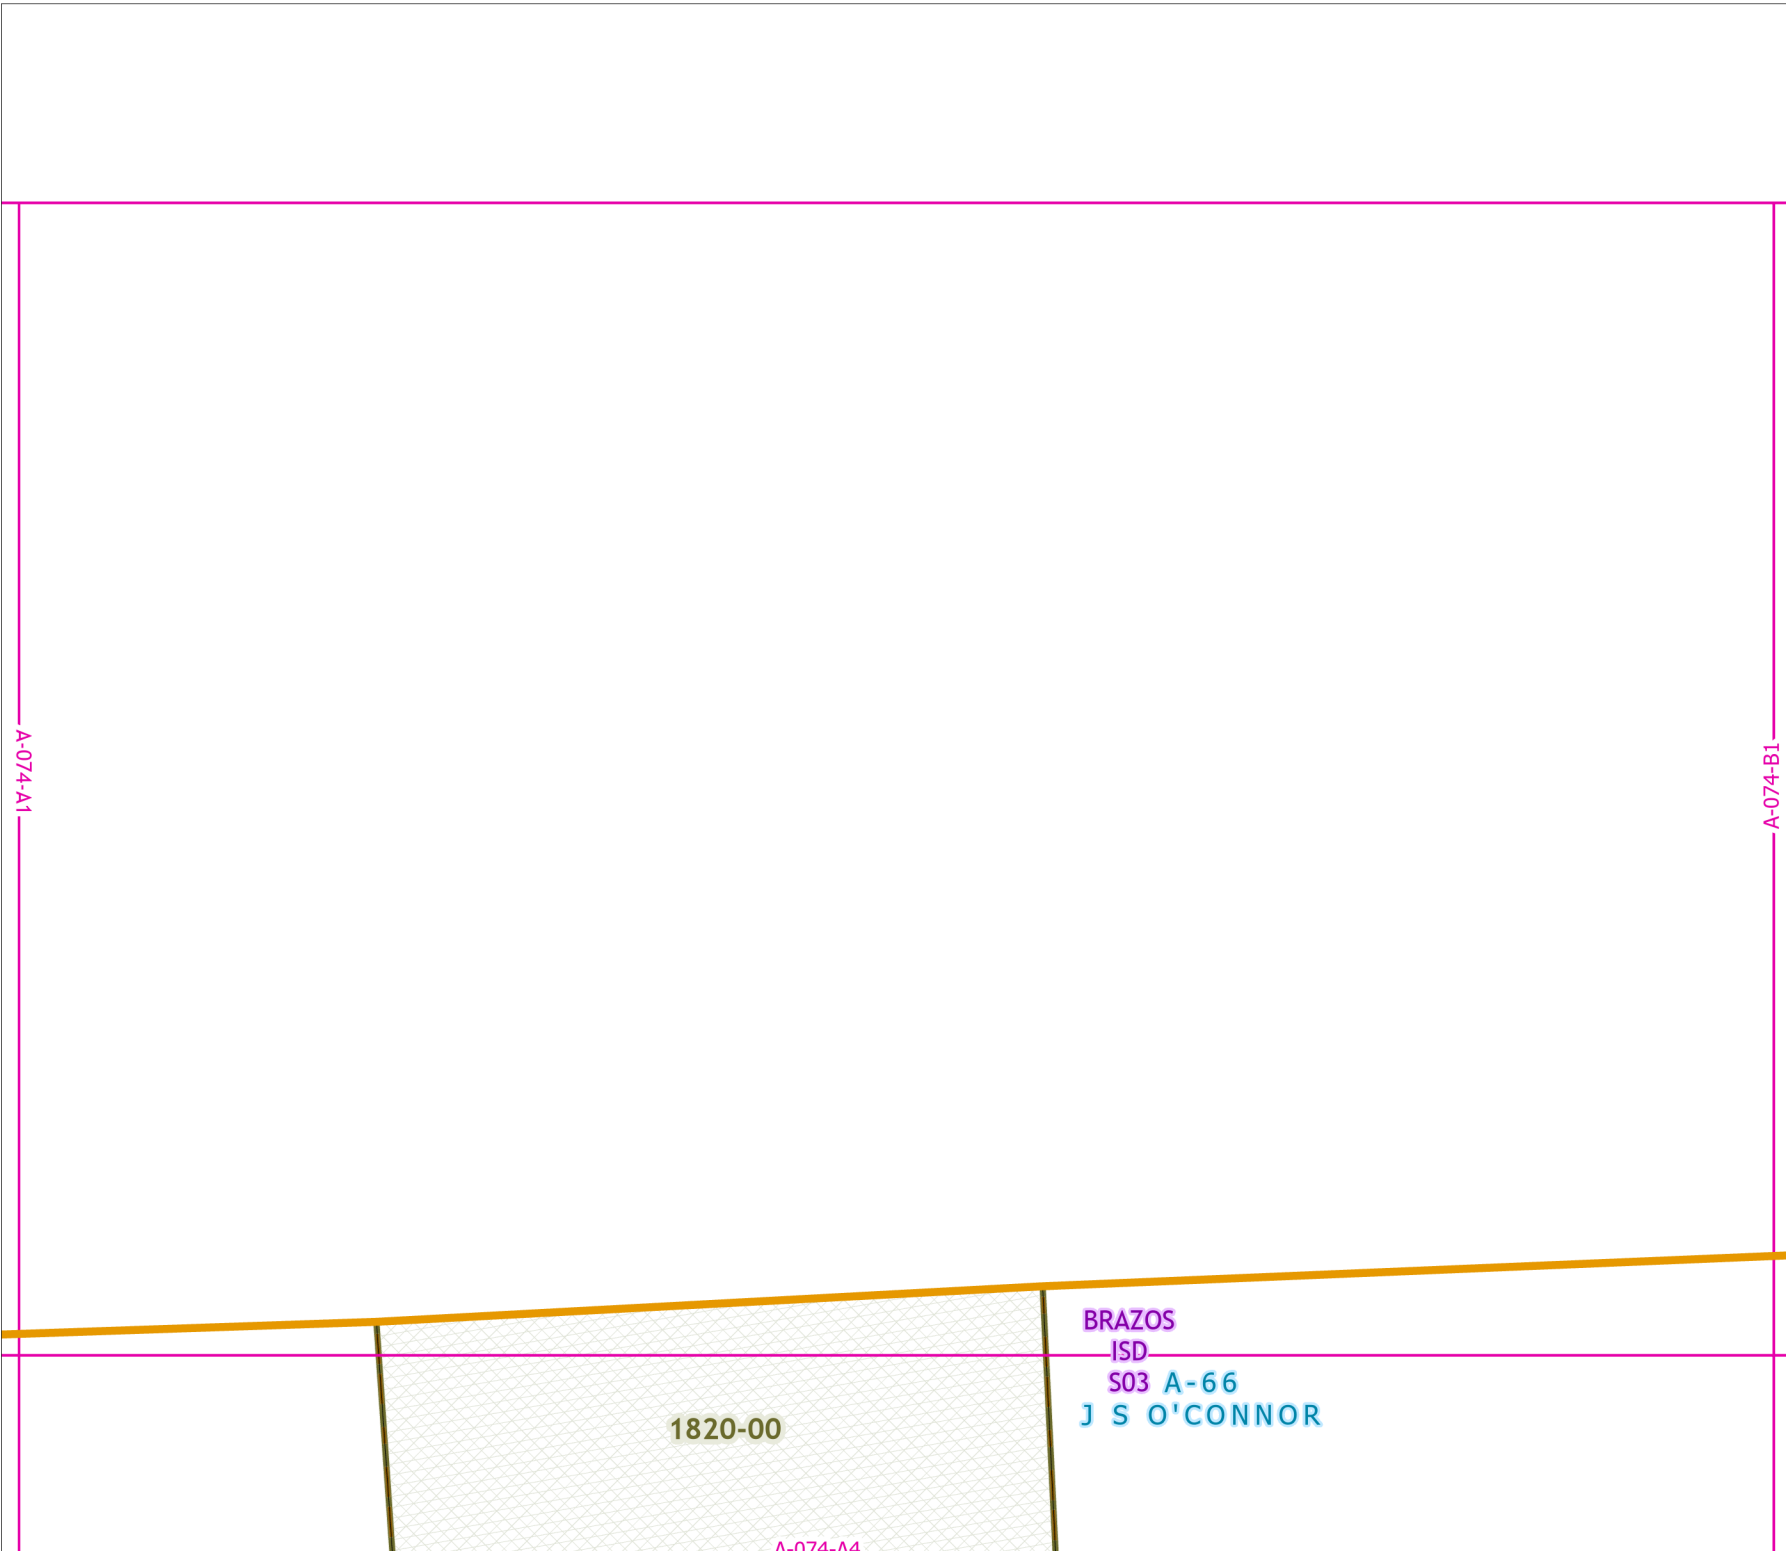 A-074-A1
A-074-B1
BRAZOS
ISD
S03
A-66
J S O'CONNOR
1820-00
A-074-A4